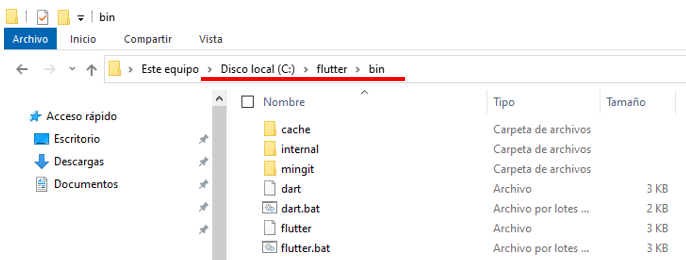 bin
Archivo Inicio Compartir Vista
Este equipo > Disco local (C:) > flutter > bin
Nombre Tipo Tamaño
Acceso rápido
Escritorio
Descargas
Documentos
cache Carpeta de archivos
internal Carpeta de archivos
mingit Carpeta de archivos
dart Archivo 3 KB
dart.bat Archivo por lotes ... 2 KB
flutter Archivo 3 KB
flutter.bat Archivo por lotes ... 3 KB